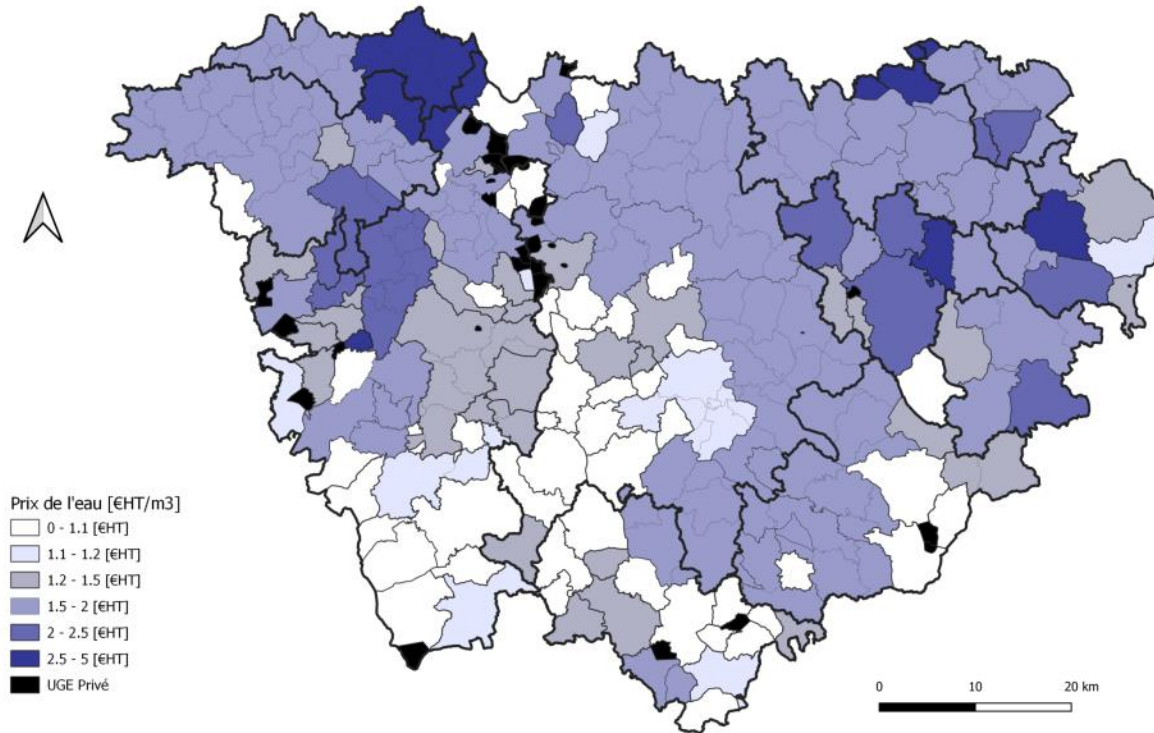 Prix de l'eau [€HT/m3]
0 - 1.1 [€HT]
1.1 - 1.2 [€HT]
1.2 - 1.5 [€HT]
1.5 - 2 [€HT]
2 - 2.5 [€HT]
2.5 - 5 [€HT]
UGE Privé
0 10 20 km